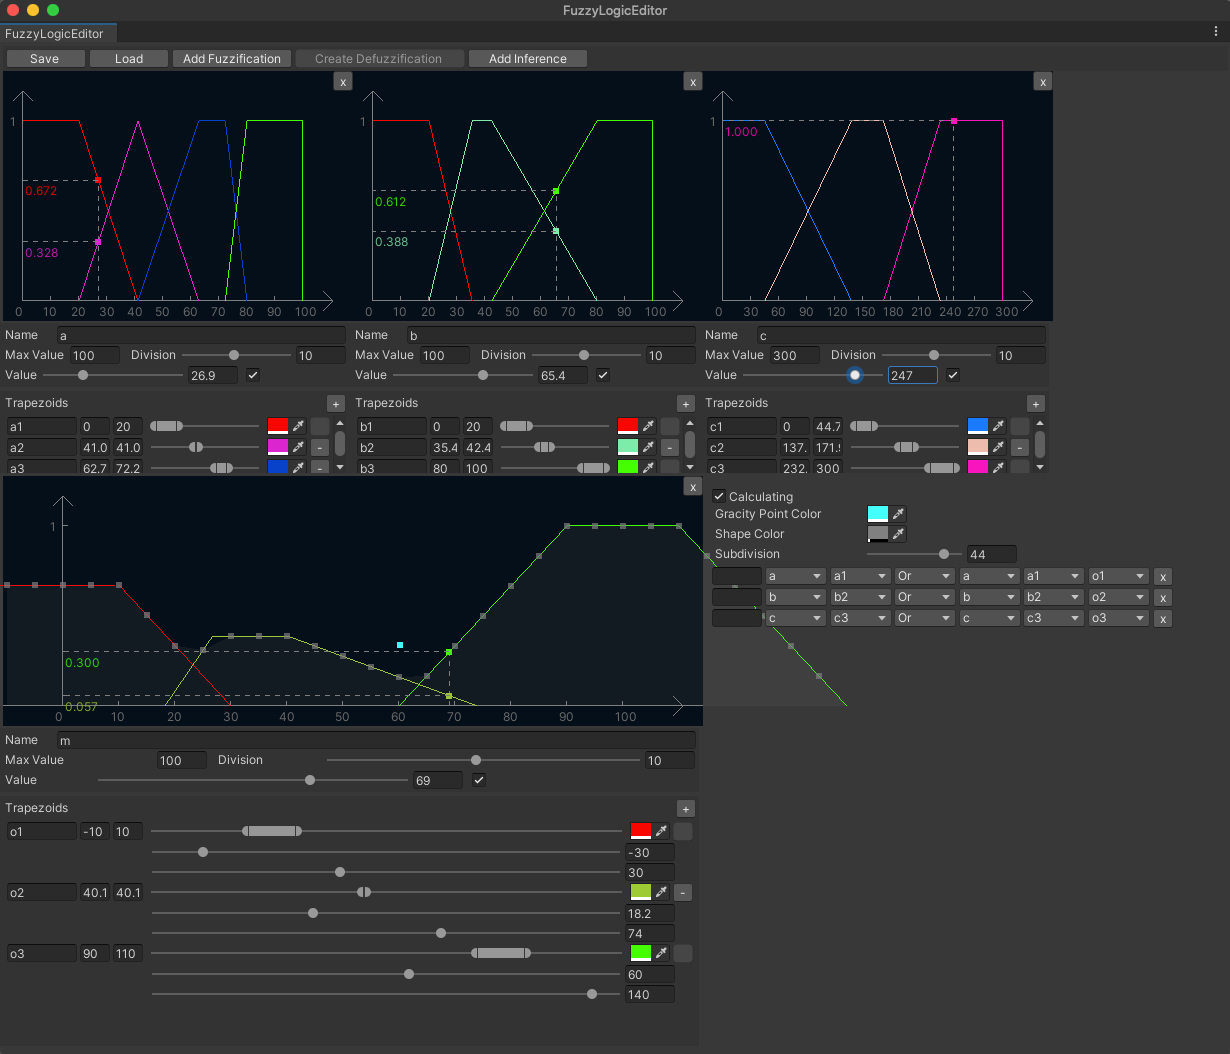 FuzzyLogicEditor
FuzzyLogicEditor
Save Load Add Fuzzification Create Defuzzification Add Inference
x x x
1 0.672 0.328
0 10 20 30 40 50 60 70 80 90 100
1 0.612 0.388
0 10 20 30 40 50 60 70 80 90 100
1 1.000
0 30 60 90 120 150 180 210 240 270 300
Name a Name b Name c
Max Value 100 Division 10 Max Value 100 Division 10 Max Value 300 Division 10
Value 26.9 Value 65.4 Value 247
Trapezoids + Trapezoids + Trapezoids +
a1 0 20 b1 0 20 c1 0 44.7
a2 41.0 41.0 - b2 35.4 42.4 - c2 137. 171. -
a3 62.7 72.2 - b3 80 100 c3 232. 300
x
1
0.300
0.057
0 10 20 30 40 50 60 70 80 90 100
Calculating
Gracity Point Color
Shape Color
Subdivision 44
a a1 Or a a1 o1 x
b b2 Or b b2 o2 x
c c3 Or c c3 o3 x
Name m
Max Value 100 Division 10
Value 69
Trapezoids +
o1 -10 10
-30
30
o2 40.1 40.1 -
18.2
74
o3 90 110
60
140